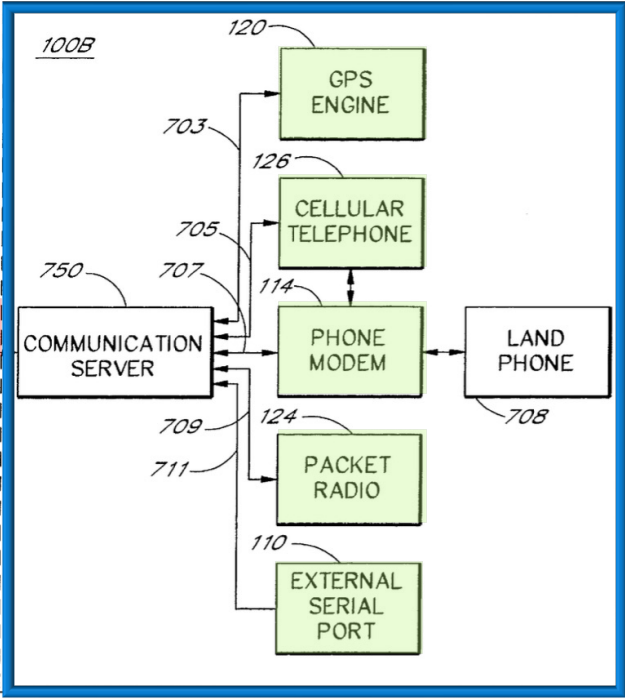 100B
120
GPS
ENGINE
703
126
CELLULAR
TELEPHONE
705
707
750
114
COMMUNICATION
SERVER
PHONE
MODEM
LAND
PHONE
708
709
124
711
PACKET
RADIO
110
EXTERNAL
SERIAL
PORT